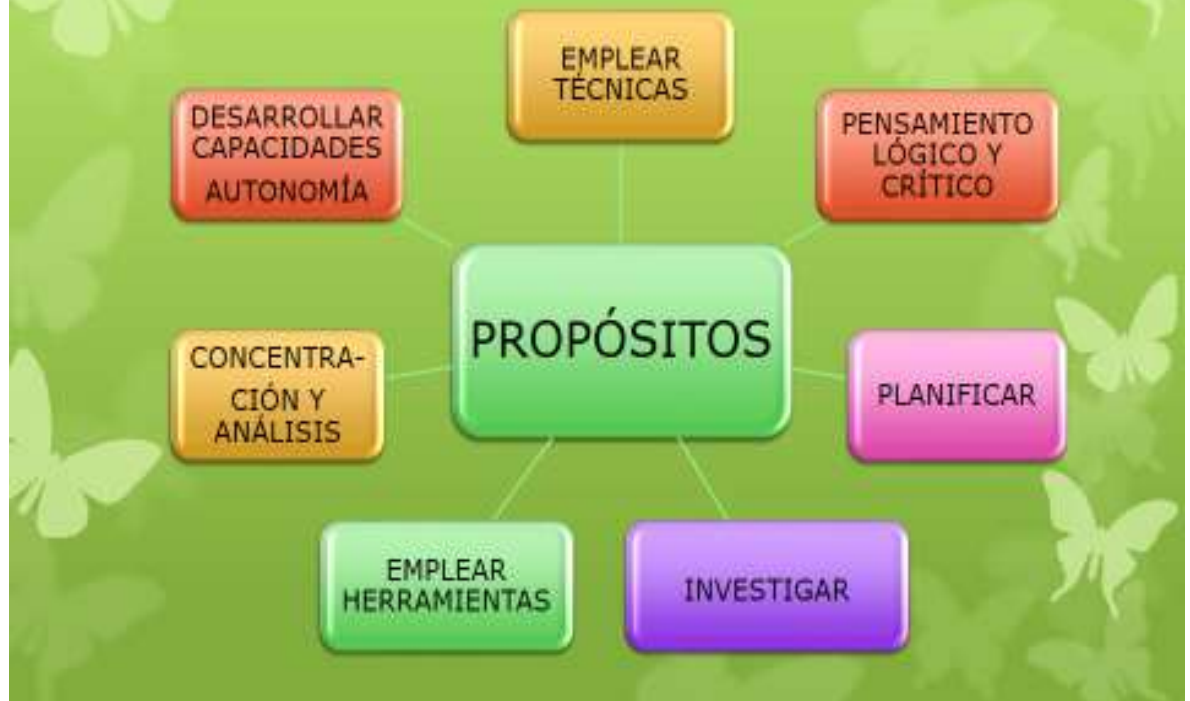 EMPLEAR
TÉCNICAS
PENSAMIENTO
LÓGICO Y
CRÍTICO
PLANIFICAR
INVESTIGAR
EMPLEAR
HERRAMIENTAS
CONCENTRA-
CIÓN Y
ANÁLISIS
DESARROLLAR
CAPACIDADES
AUTONOMÍA
PROPÓSITOS